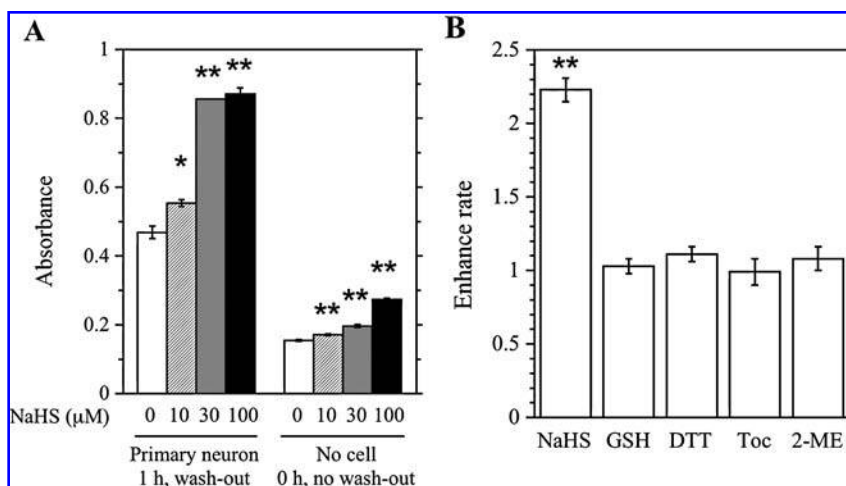 A
B
Absorbance
1
0.8
0.6
0.4
0.2
0
*
**
**
**
**
**
NaHS (μM)
0 10 30 100
0 10 30 100
Primary neuron
1 h, wash-out
No cell
0 h, no wash-out
Enhance rate
2.5
2
1.5
1
0.5
0
**
NaHS GSH DTT Toc 2-ME